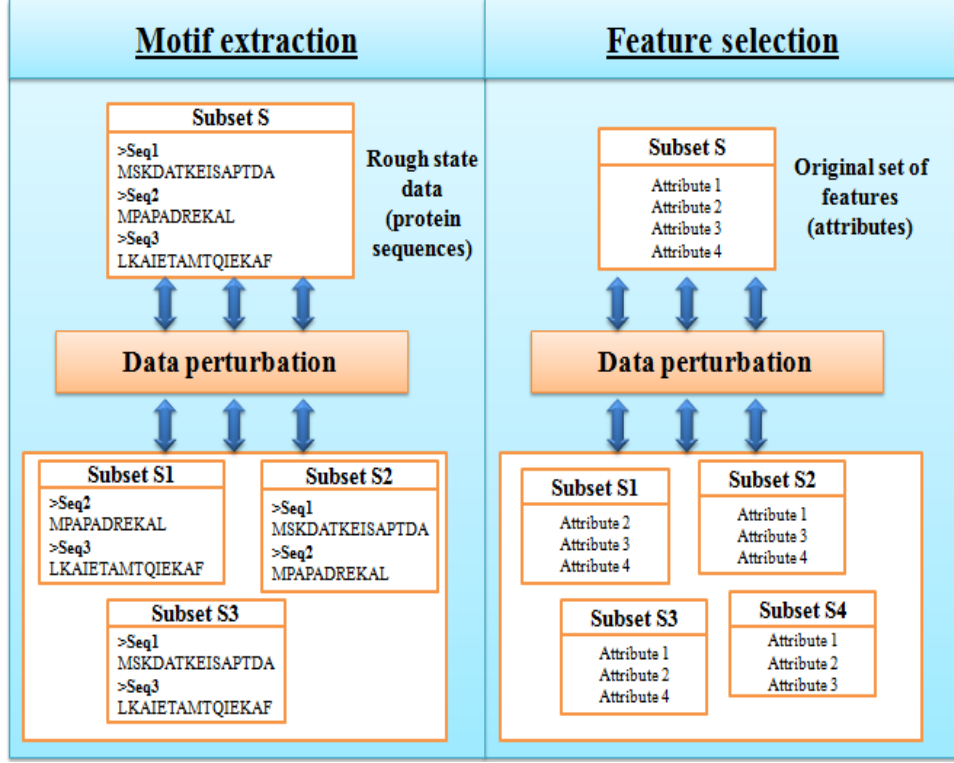 Motif extraction
Subset S
>Seq1
MSKDATKEISAPTDA
>Seq2
MPAPADREKAL
>Seq3
LKAIETAMTQIEKAF
Rough state
data
(protein
sequences)
Data perturbation
Subset S1
>Seq2
MPAPADREKAL
>Seq3
LKAIETAMTQIEKAF
Subset S2
>Seq1
MSKDATKEISAPTDA
>Seq2
MPAPADREKAL
Subset S3
>Seq1
MSKDATKEISAPTDA
>Seq3
LKAIETAMTQIEKAF
Feature selection
Subset S
Attribute 1
Attribute 2
Attribute 3
Attribute 4
Original set of
features
(attributes)
Data perturbation
Subset S1
Attribute 2
Attribute 3
Attribute 4
Subset S2
Attribute 1
Attribute 3
Attribute 4
Subset S3
Attribute 1
Attribute 2
Attribute 4
Subset S4
Attribute 1
Attribute 2
Attribute 3